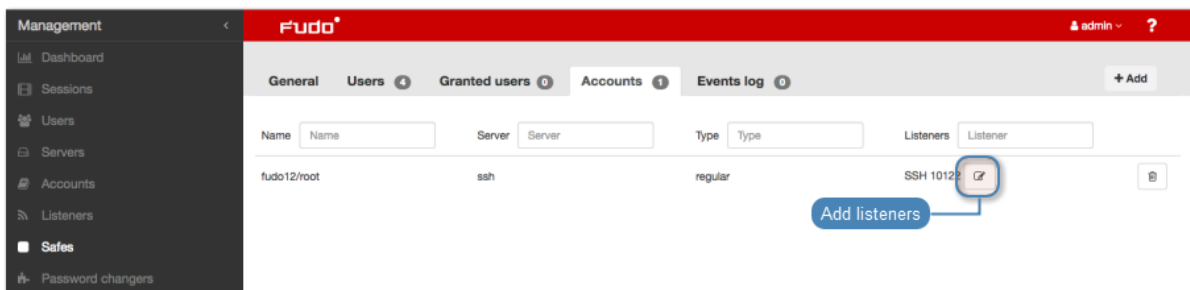 Management <
Fudo
admin
?
Dashboard
Sessions
Users
Servers
Accounts
Listeners
Safes
Password changers
General
Users 4
Granted users 0
Accounts 1
Events log 0
+ Add
Name Name
Server Server
Type Type
Listeners Listener
fudo12/root
ssh
regular
SSH 10122
Add listeners